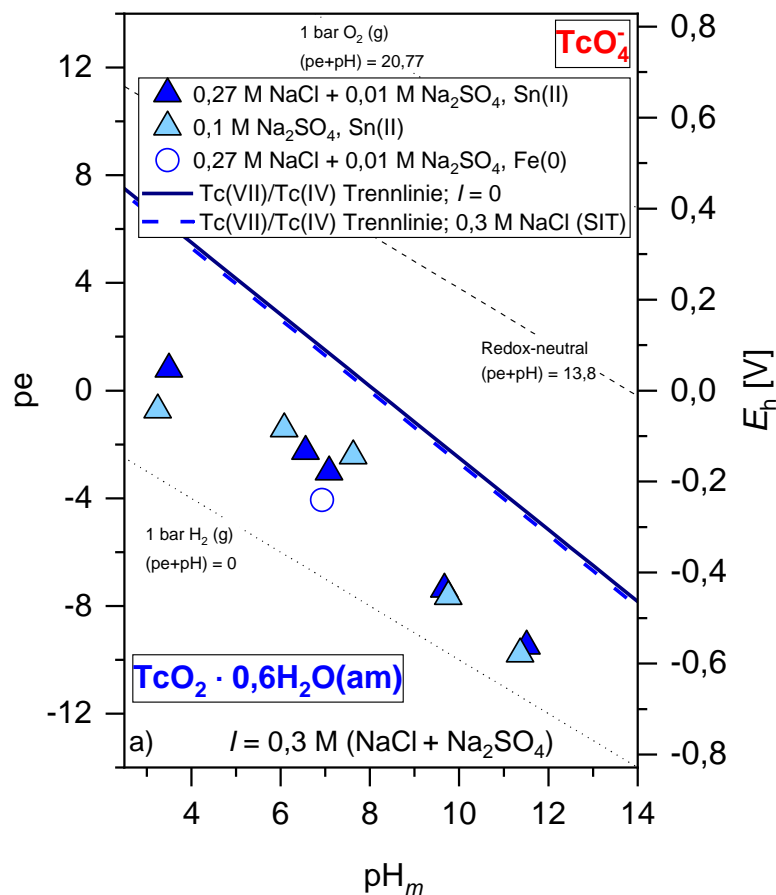 1 bar O₂ (g)
(pe+pH) = 20,77
TcO₄⁻
0,27 M NaCl + 0,01 M Na₂SO₄, Sn(II)
0,1 M Na₂SO₄, Sn(II)
0,27 M NaCl + 0,01 M Na₂SO₄, Fe(0)
Tc(VII)/Tc(IV) Trennlinie; I = 0
Tc(VII)/Tc(IV) Trennlinie; 0,3 M NaCl (SIT)
Redox-neutral
(pe+pH) = 13,8
1 bar H₂ (g)
(pe+pH) = 0
TcO₂ · 0,6H₂O(am)
a) I = 0,3 M (NaCl + Na₂SO₄)
12
8
4
0
-4
-8
-12
pe
0,8
0,6
0,4
0,2
0,0
-0,2
-0,4
-0,6
-0,8
Eₕ [V]
4 6 8 10 12 14
pHₘ